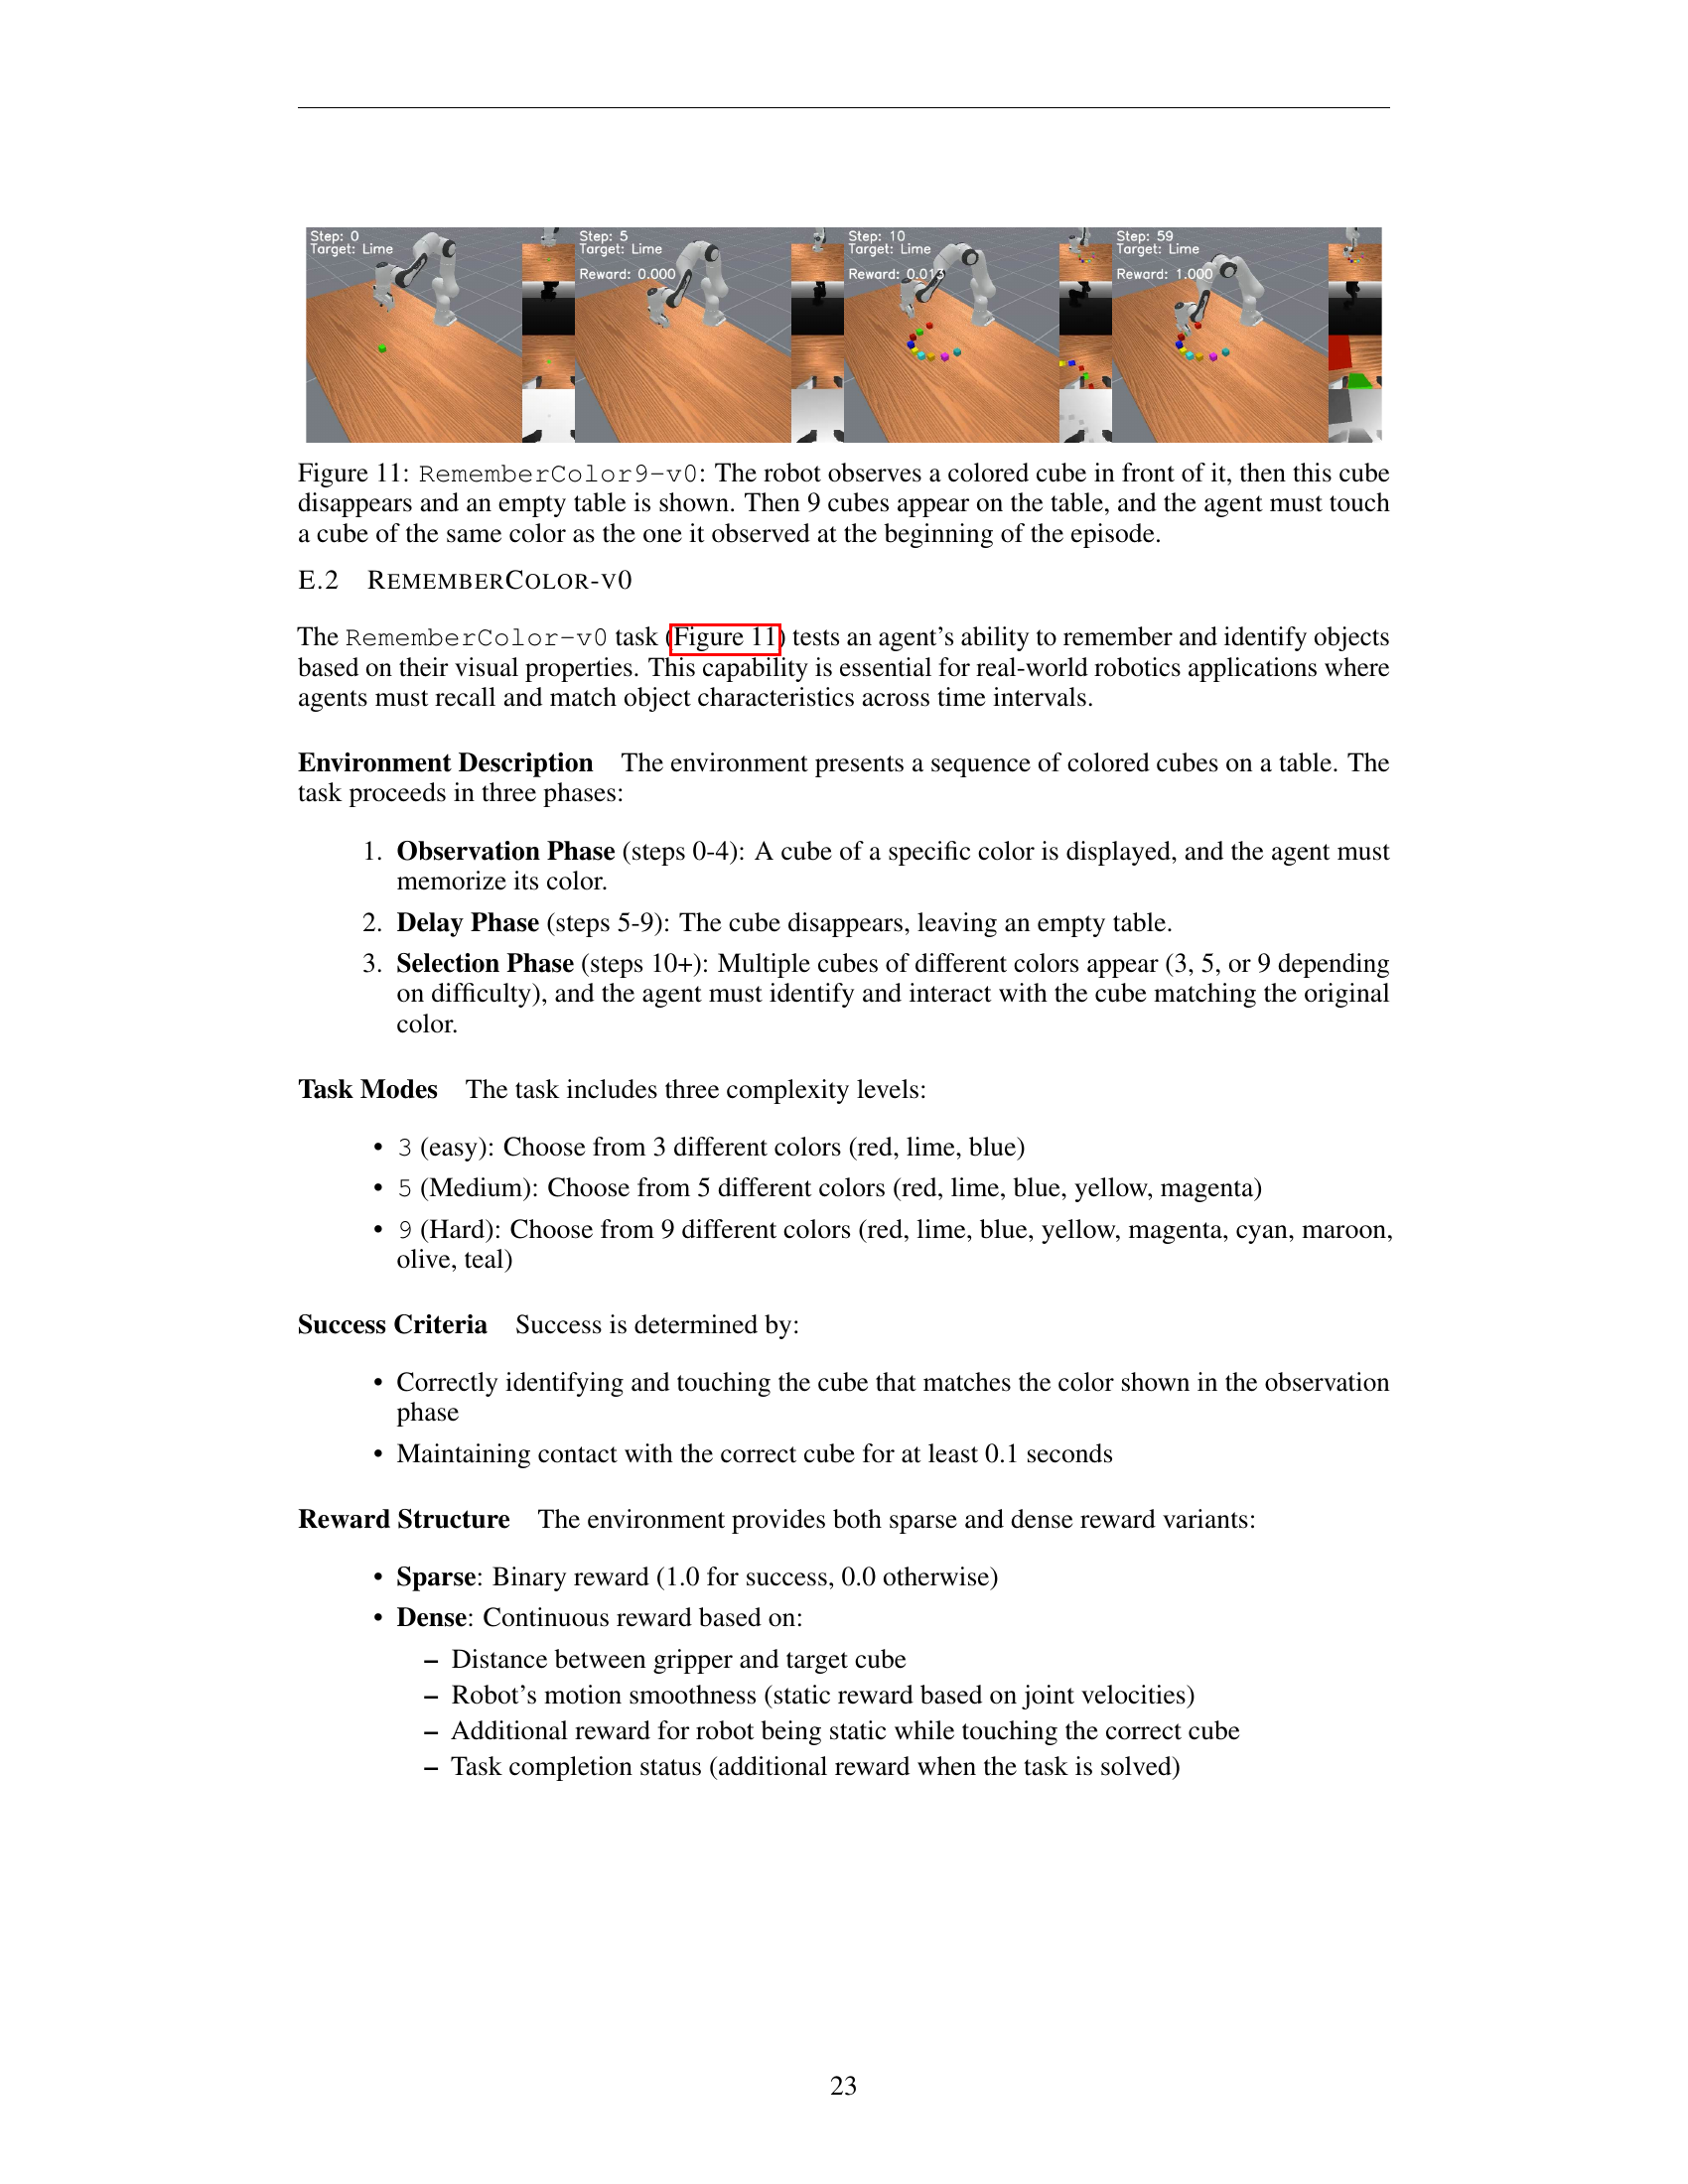 Step: 0
Target: Lime
Step: 5
Target: Lime
Reward: 0.000
Step: 10
Target: Lime
Reward: 0.013
Step: 59
Target: Lime
Reward: 1.000
Figure 11: RememberColor9-v0: The robot observes a colored cube in front of it, then this cube
disappears and an empty table is shown. Then 9 cubes appear on the table, and the agent must touch
a cube of the same color as the one it observed at the beginning of the episode.
E.2 REMEMBERCOLOR-V0
The RememberColor-v0 task (Figure 11) tests an agent's ability to remember and identify objects
based on their visual properties. This capability is essential for real-world robotics applications where
agents must recall and match object characteristics across time intervals.
Environment Description The environment presents a sequence of colored cubes on a table. The
task proceeds in three phases:
1. Observation Phase (steps 0-4): A cube of a specific color is displayed, and the agent must
memorize its color.
2. Delay Phase (steps 5-9): The cube disappears, leaving an empty table.
3. Selection Phase (steps 10+): Multiple cubes of different colors appear (3, 5, or 9 depending
on difficulty), and the agent must identify and interact with the cube matching the original
color.
Task Modes The task includes three complexity levels:
• 3 (easy): Choose from 3 different colors (red, lime, blue)
• 5 (Medium): Choose from 5 different colors (red, lime, blue, yellow, magenta)
• 9 (Hard): Choose from 9 different colors (red, lime, blue, yellow, magenta, cyan, maroon,
olive, teal)
Success Criteria Success is determined by:
• Correctly identifying and touching the cube that matches the color shown in the observation
phase
• Maintaining contact with the correct cube for at least 0.1 seconds
Reward Structure The environment provides both sparse and dense reward variants:
• Sparse: Binary reward (1.0 for success, 0.0 otherwise)
• Dense: Continuous reward based on:
– Distance between gripper and target cube
– Robot's motion smoothness (static reward based on joint velocities)
– Additional reward for robot being static while touching the correct cube
– Task completion status (additional reward when the task is solved)
23